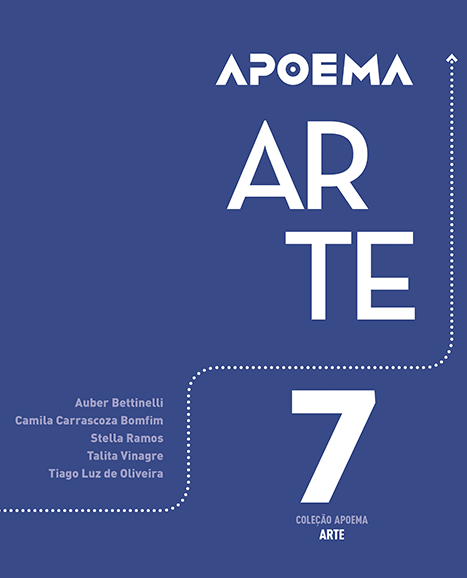 APOEMA
AR
TE
Auber Bettinelli
Camila Carrascoza Bomfim
Stella Ramos
Talita Vinagre
Tiago Luz de Oliveira
7
COLEÇÃO APOEMA
ARTE